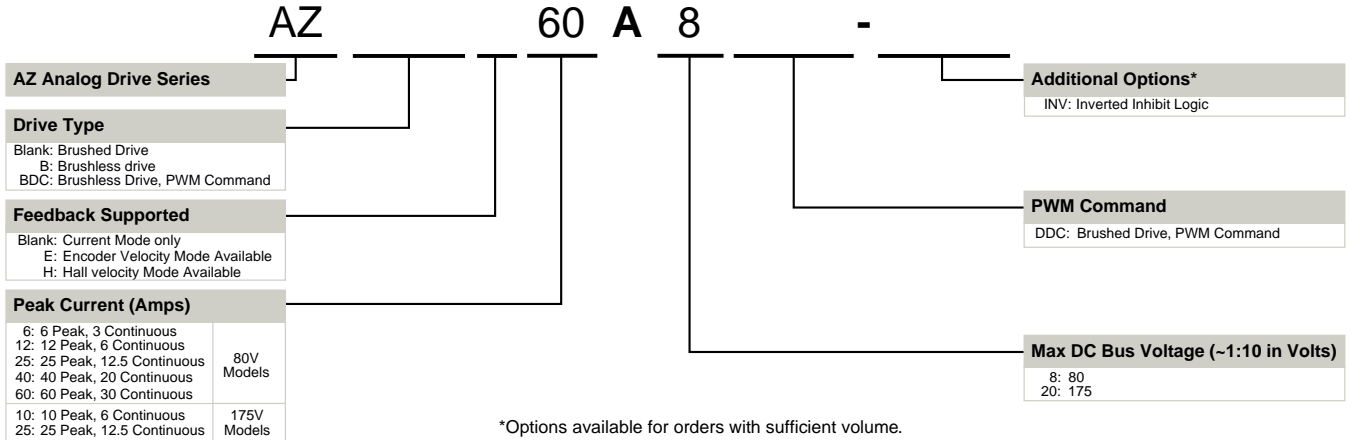 AZ 60 A 8 -
AZ Analog Drive Series
Drive Type
Blank: Brushed Drive
B: Brushless drive
BDC: Brushless Drive, PWM Command
Feedback Supported
Blank: Current Mode only
E: Encoder Velocity Mode Available
H: Hall velocity Mode Available
Peak Current (Amps)
6: 6 Peak, 3 Continuous
12: 12 Peak, 6 Continuous
25: 25 Peak, 12.5 Continuous
40: 40 Peak, 20 Continuous
60: 60 Peak, 30 Continuous
80V
Models
10: 10 Peak, 6 Continuous
25: 25 Peak, 12.5 Continuous
175V
Models
Additional Options*
INV: Inverted Inhibit Logic
PWM Command
DDC: Brushed Drive, PWM Command
Max DC Bus Voltage (~1:10 in Volts)
8: 80
20: 175
*Options available for orders with sufficient volume.